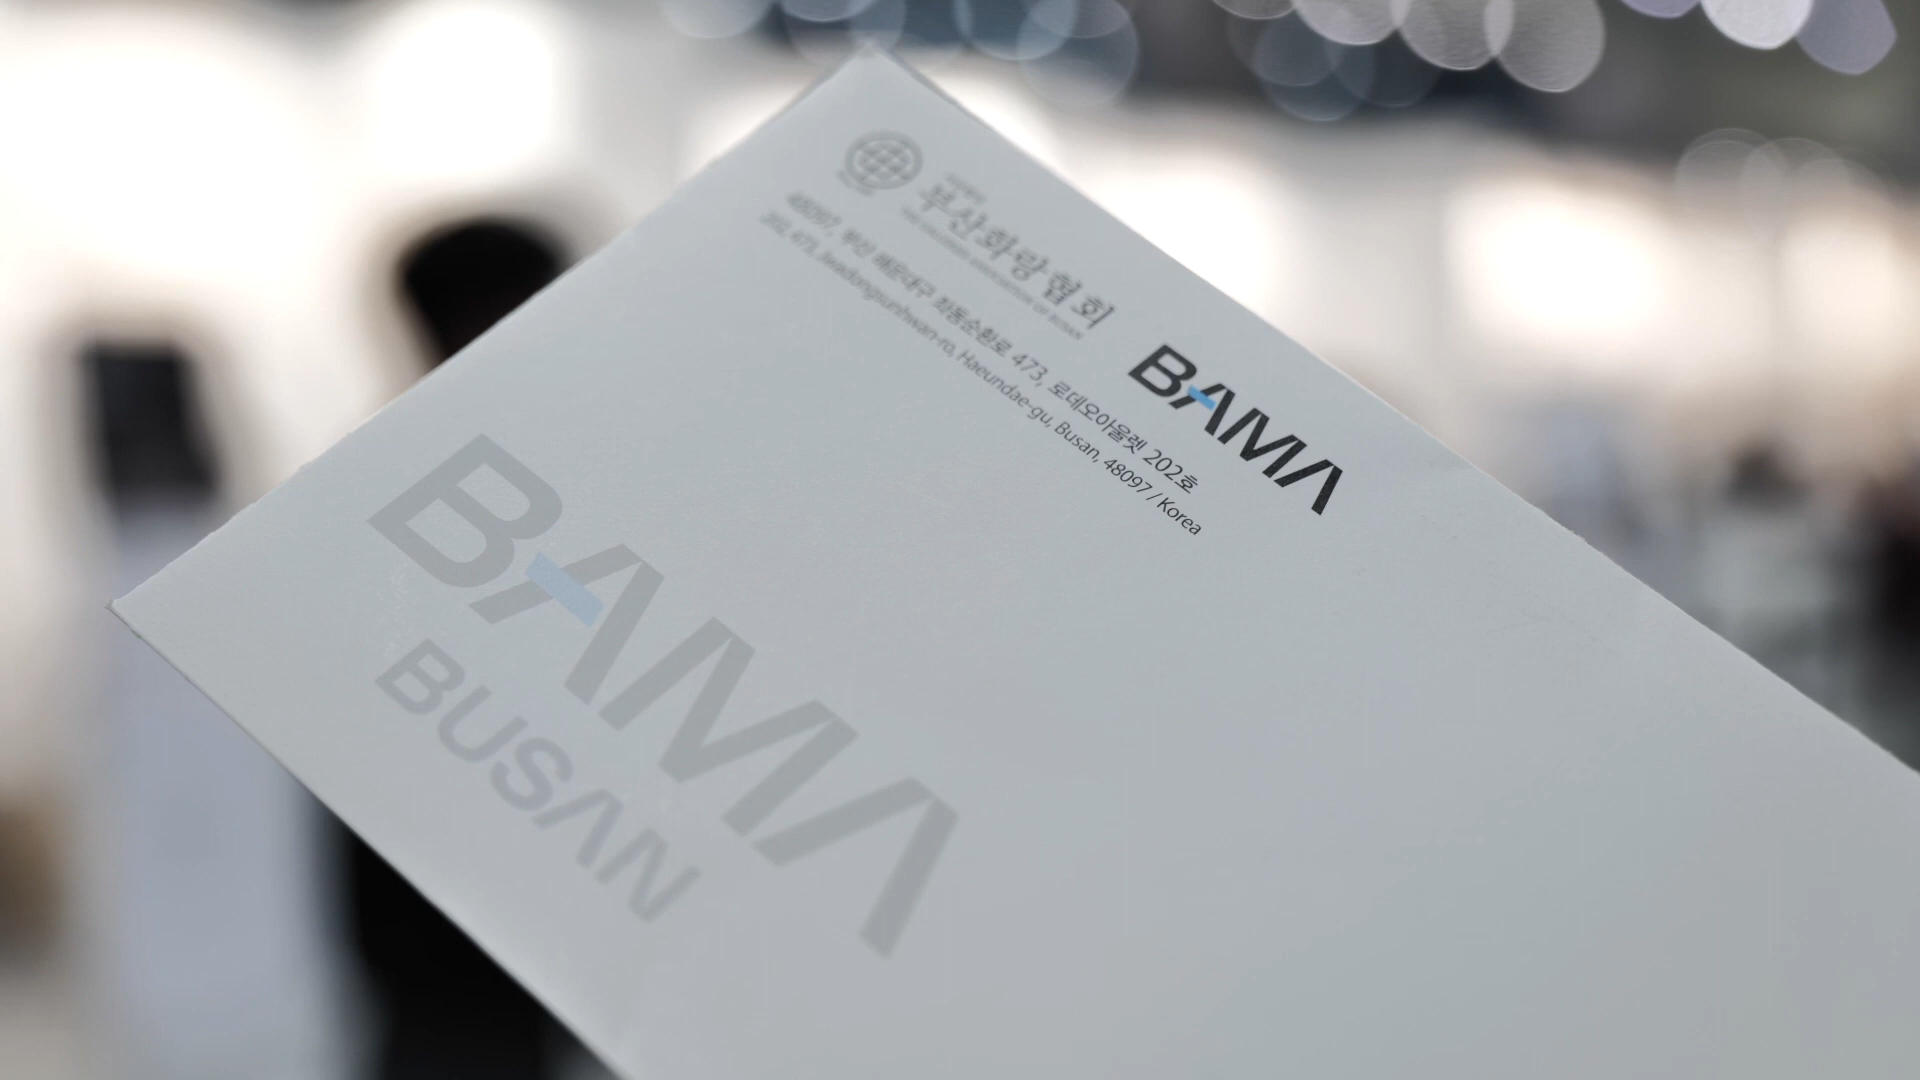 부산화랑협회
THE GALLERIES ASSOCIATION OF BUSAN
BAMA
48097, 부산 해운대구 좌동순환로 473, 로데오아울렛 202호
202, 473, Jwadongsunhwan-ro, Haeundae-gu, Busan, 48097 / Korea
BAMA
BUSAN